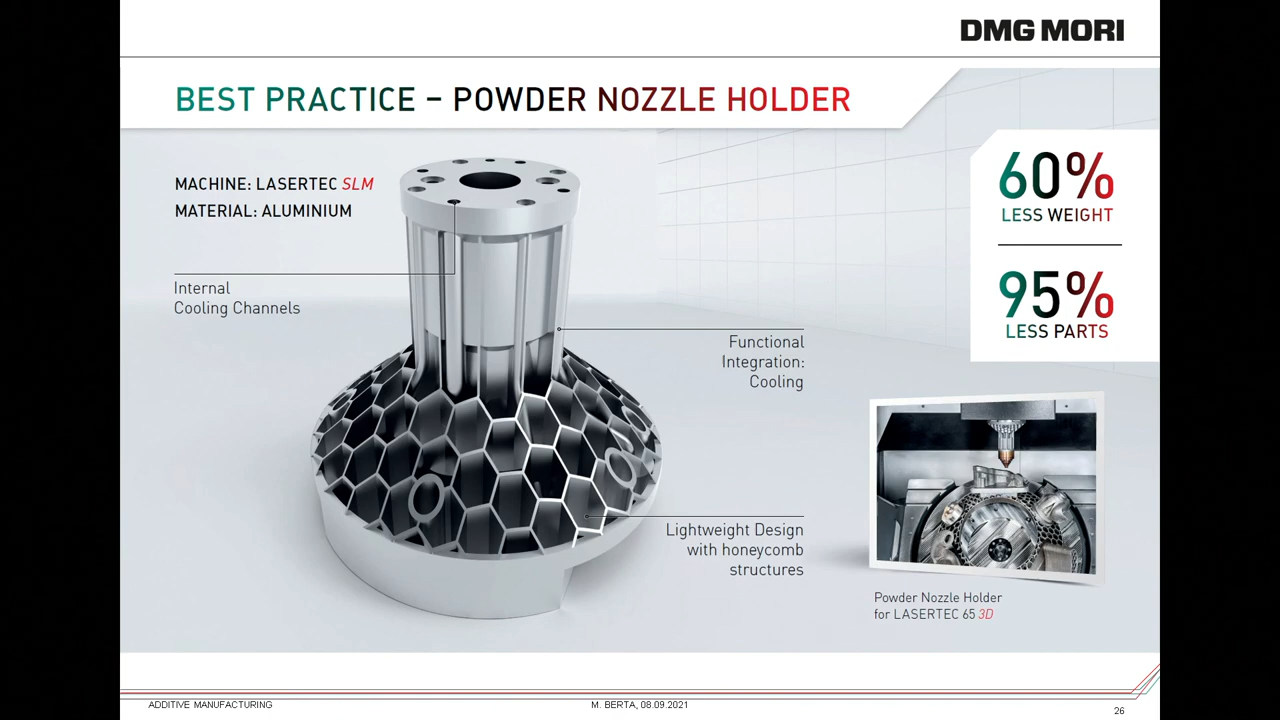 DMG MORI
BEST PRACTICE – POWDER NOZZLE HOLDER
MACHINE: LASERTEC SLM
MATERIAL: ALUMINIUM
Internal
Cooling Channels
Functional
Integration:
Cooling
Lightweight Design
with honeycomb
structures
60%
LESS WEIGHT
95%
LESS PARTS
Powder Nozzle Holder
for LASERTEC 65 3D
ADDITIVE MANUFACTURING
M. BERTA, 08.09.2021
26